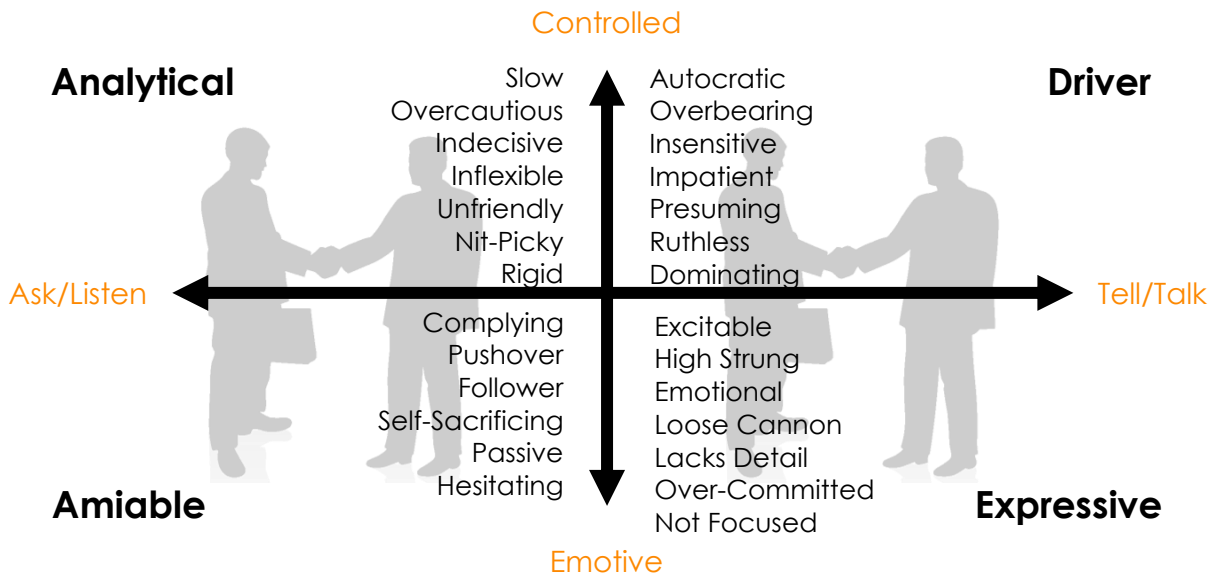 Controlled
Analytical
Driver
Slow
Overcautious
Indecisive
Inflexible
Unfriendly
Nit-Picky
Rigid
Autocratic
Overbearing
Insensitive
Impatient
Presuming
Ruthless
Dominating
Ask/Listen
Tell/Talk
Complying
Pushover
Follower
Self-Sacrificing
Passive
Hesitating
Excitable
High Strung
Emotional
Loose Cannon
Lacks Detail
Over-Committed
Not Focused
Amiable
Expressive
Emotive